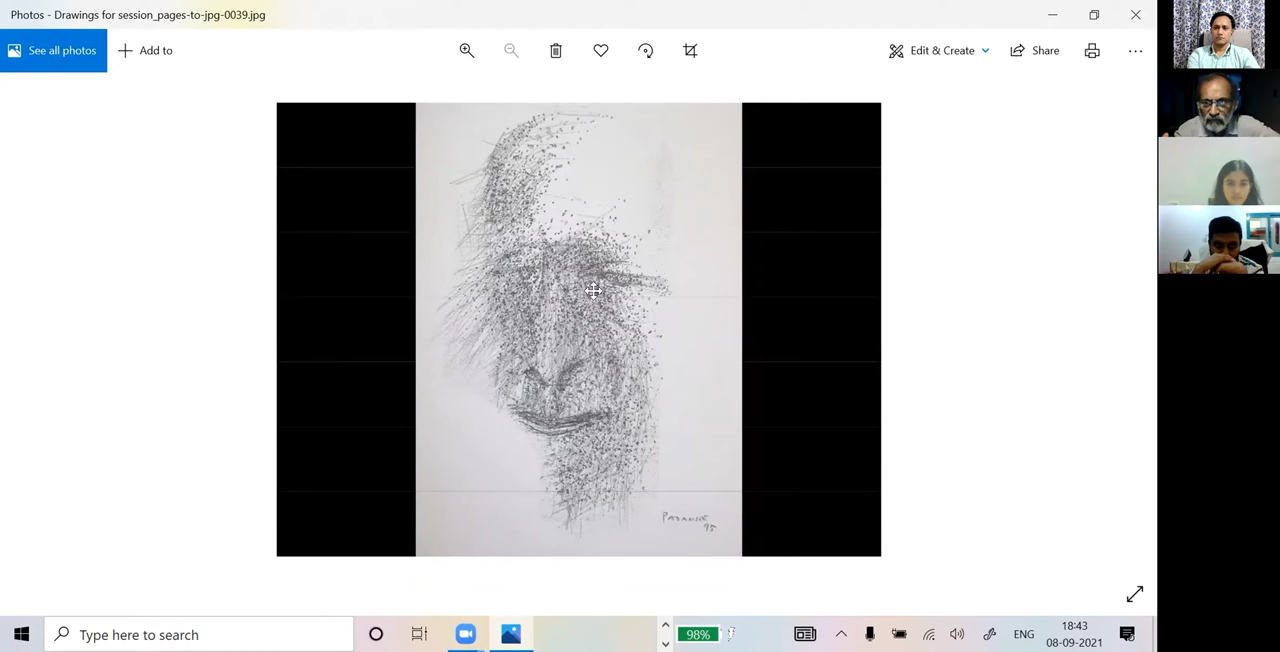 Photos - Drawings for session_pages-to-jpg-0039.jpg
See all photos
Add to
Edit & Create
Share
95
Type here to search
98%
ENG
18:43
08-09-2021